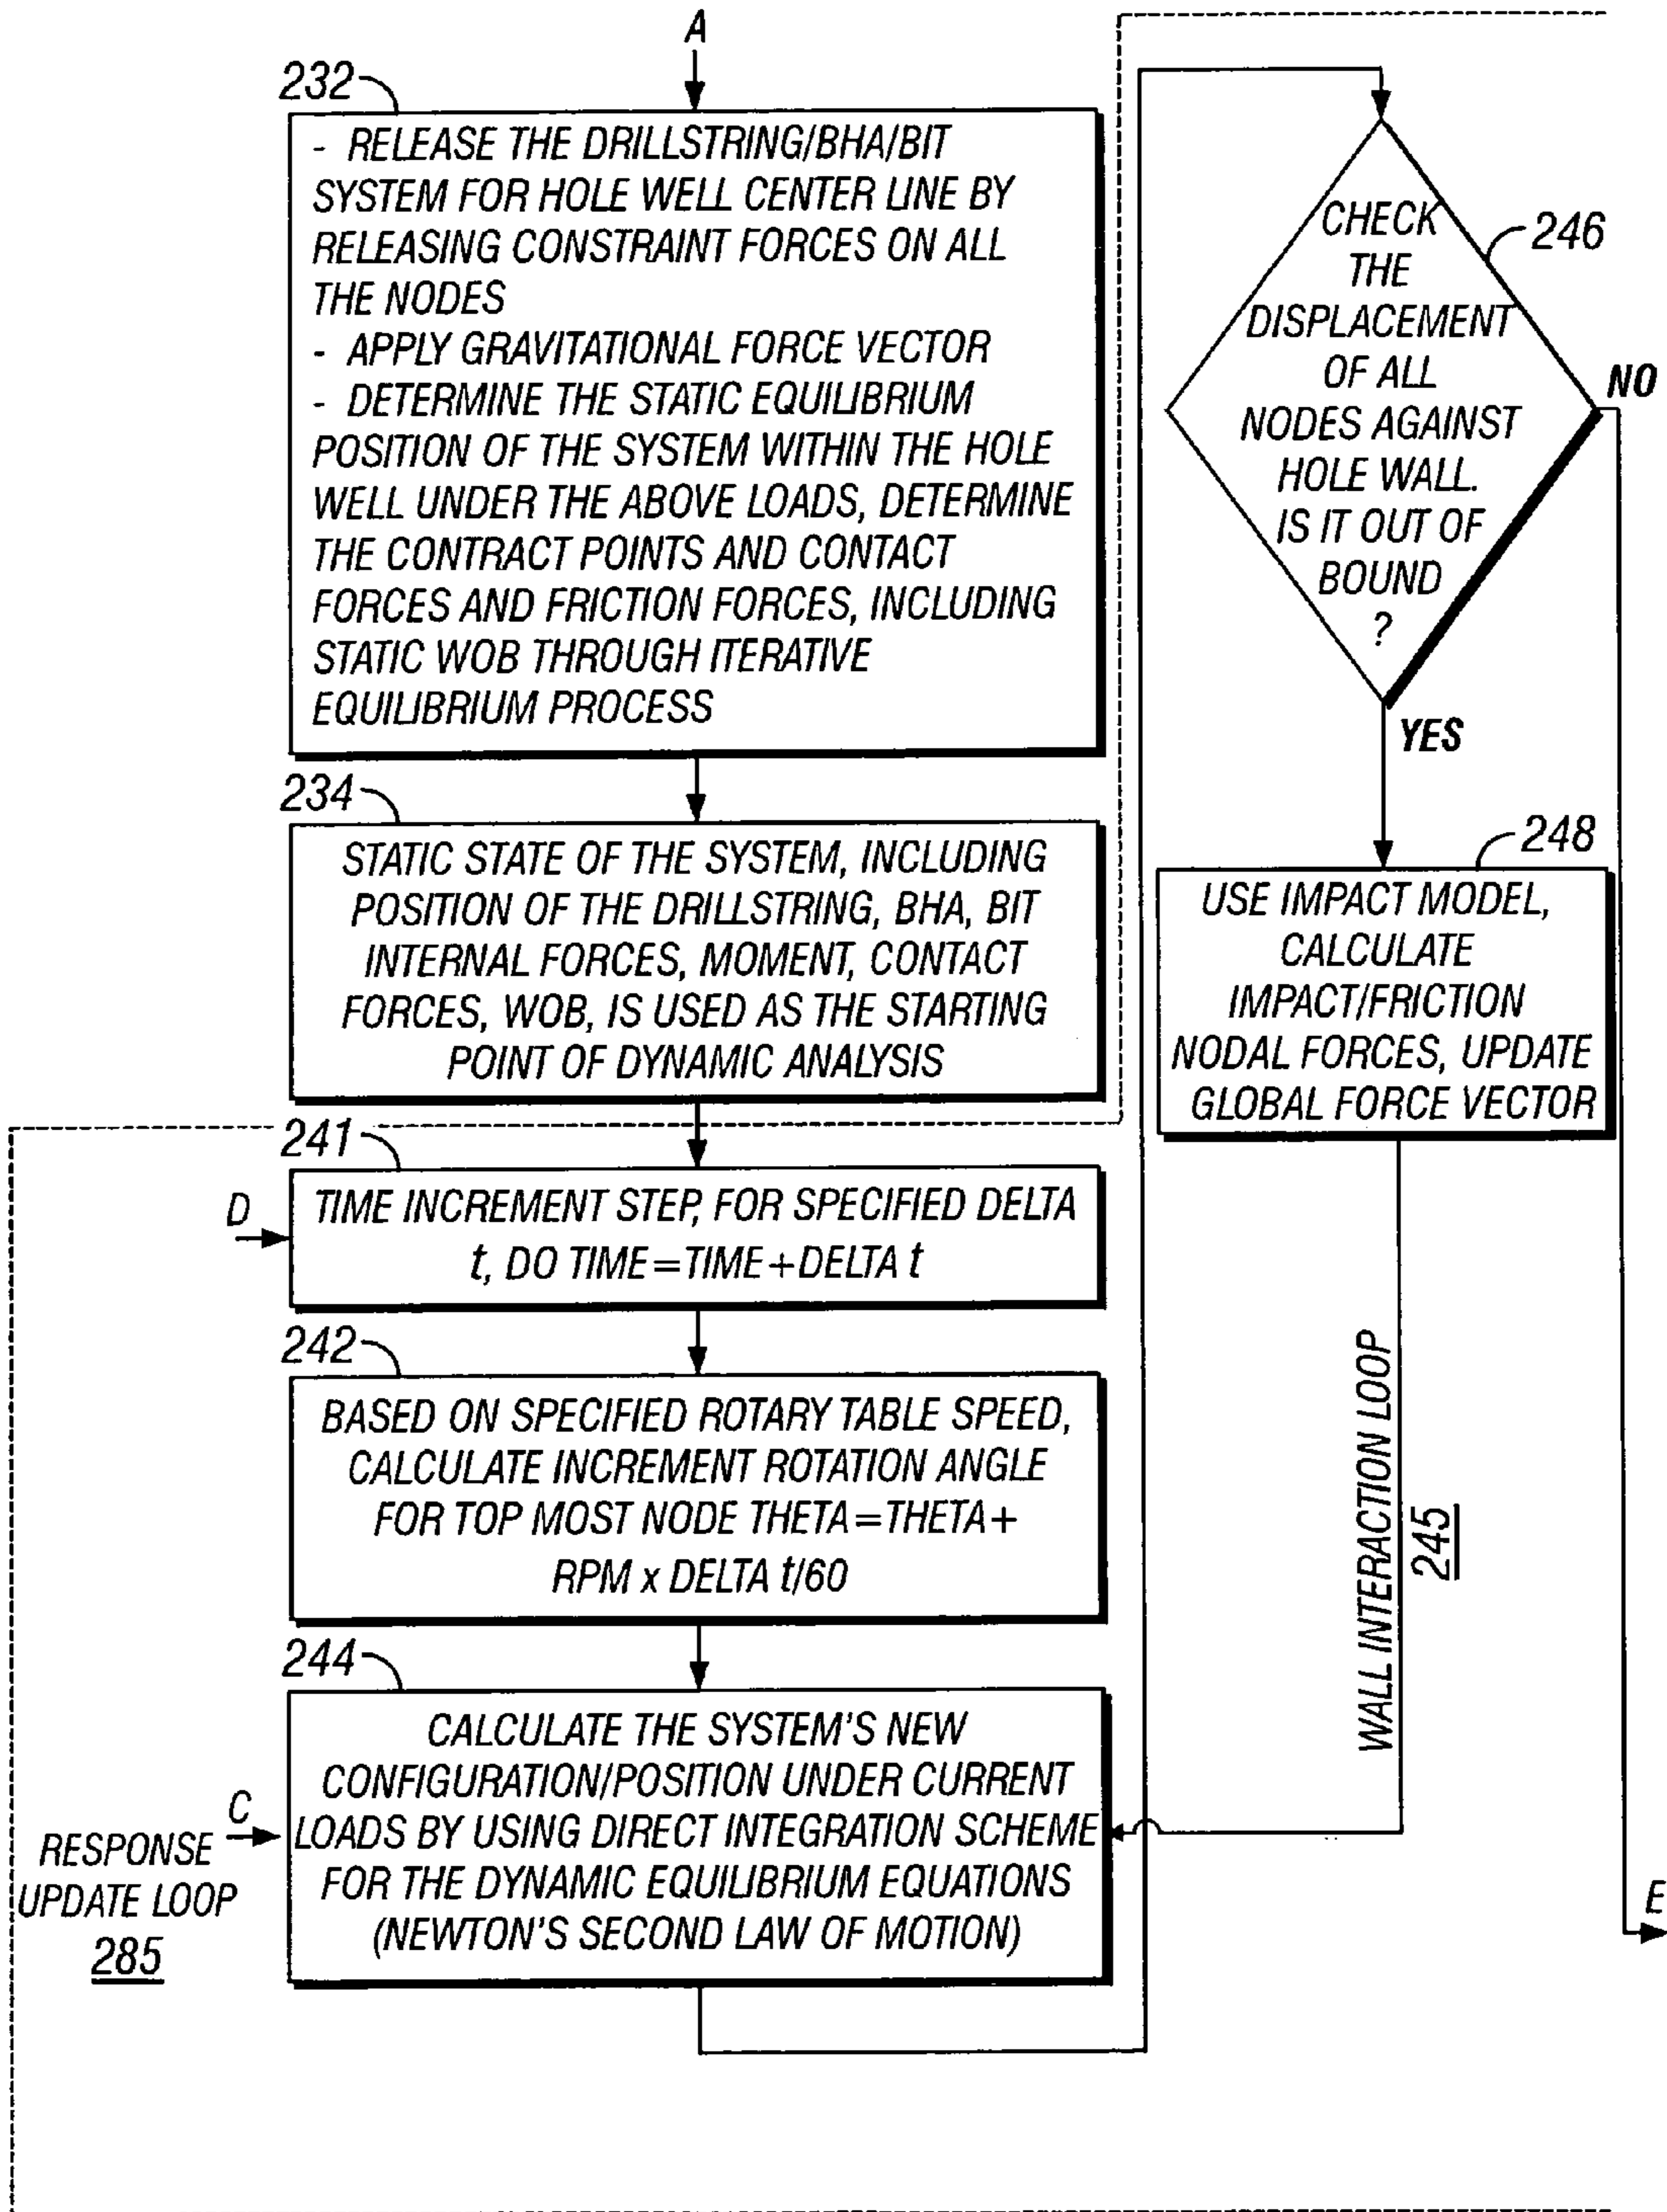 A
232
- RELEASE THE DRILLSTRING/BHA/BIT
SYSTEM FOR HOLE WELL CENTER LINE BY
RELEASING CONSTRAINT FORCES ON ALL
THE NODES
- APPLY GRAVITATIONAL FORCE VECTOR
- DETERMINE THE STATIC EQUILIBRIUM
POSITION OF THE SYSTEM WITHIN THE HOLE
WELL UNDER THE ABOVE LOADS, DETERMINE
THE CONTRACT POINTS AND CONTACT
FORCES AND FRICTION FORCES, INCLUDING
STATIC WOB THROUGH ITERATIVE
EQUILIBRIUM PROCESS
234
STATIC STATE OF THE SYSTEM, INCLUDING
POSITION OF THE DRILLSTRING, BHA, BIT
INTERNAL FORCES, MOMENT, CONTACT
FORCES, WOB, IS USED AS THE STARTING
POINT OF DYNAMIC ANALYSIS
241
D
TIME INCREMENT STEP, FOR SPECIFIED DELTA
t, DO TIME=TIME+DELTA t
242
BASED ON SPECIFIED ROTARY TABLE SPEED,
CALCULATE INCREMENT ROTATION ANGLE
FOR TOP MOST NODE THETA=THETA+
RPM x DELTA t/60
244
C
CALCULATE THE SYSTEM'S NEW
CONFIGURATION/POSITION UNDER CURRENT
LOADS BY USING DIRECT INTEGRATION SCHEME
FOR THE DYNAMIC EQUILIBRIUM EQUATIONS
(NEWTON'S SECOND LAW OF MOTION)
RESPONSE
UPDATE LOOP
285
CHECK
THE
DISPLACEMENT
OF ALL
NODES AGAINST
HOLE WALL.
IS IT OUT OF
BOUND
?
246
NO
YES
248
USE IMPACT MODEL,
CALCULATE
IMPACT/FRICTION
NODAL FORCES, UPDATE
GLOBAL FORCE VECTOR
WALL INTERACTION LOOP
245
E